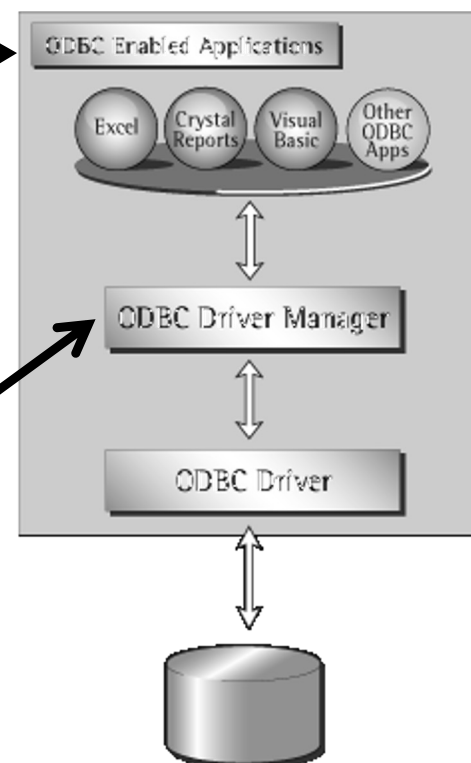 ODBC Enabled Applications
Excel
Crystal
Reports
Visual
Basic
Other
ODBC
Apps
ODBC Driver Manager
ODBC Driver